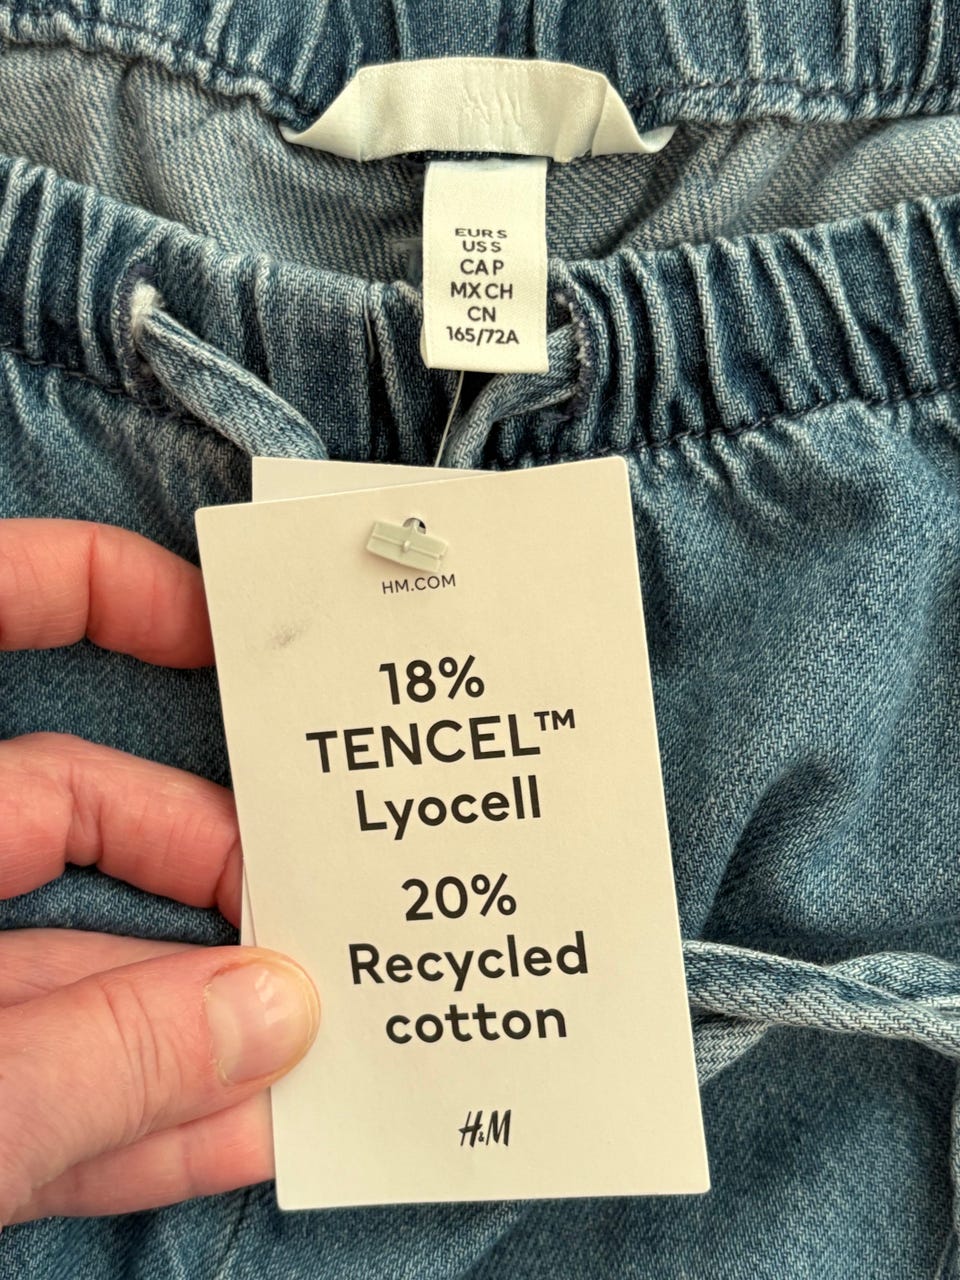 H&M
EUR S
US S
CA P
MX CH
CN
165/72A
HM.COM
18%
TENCEL™
Lyocell
20%
Recycled
cotton
H&M